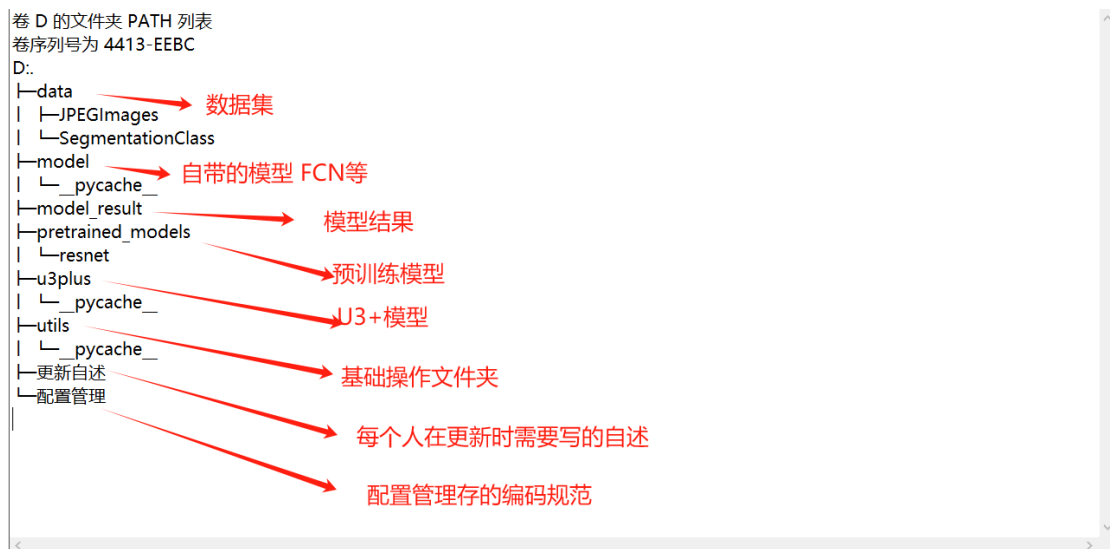 卷 D 的文件夹 PATH 列表
卷序列号为 4413-EEBC
D:.
├─data
数据集
│  ├─JPEGImages
│  └─SegmentationClass
├─model
自带的模型 FCN等
│  └─__pycache__
├─model_result
模型结果
├─pretrained_models
│  └─resnet
预训练模型
├─u3plus
│  └─__pycache__
U3+模型
├─utils
│  └─__pycache__
基础操作文件夹
├─更新自述
└─配置管理
每个人在更新时需要写的自述
配置管理存的编码规范